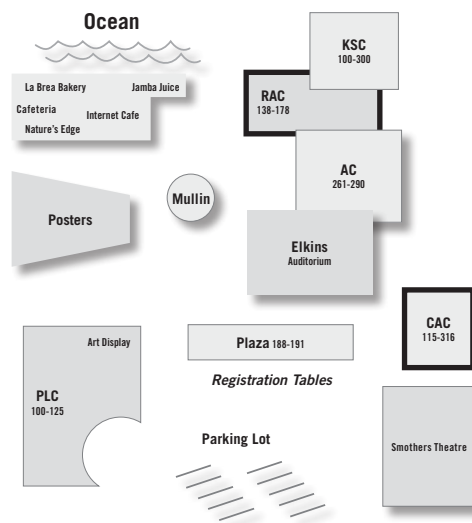 Ocean
KSC
100-300
La Brea Bakery
Jamba Juice
RAC
138-178
Cafeteria
Internet Cafe
Nature's Edge
AC
261-290
Mullin
Posters
Elkins
Auditorium
CAC
115-316
Art Display
Plaza 188-191
Registration Tables
PLC
100-125
Parking Lot
Smothers Theatre